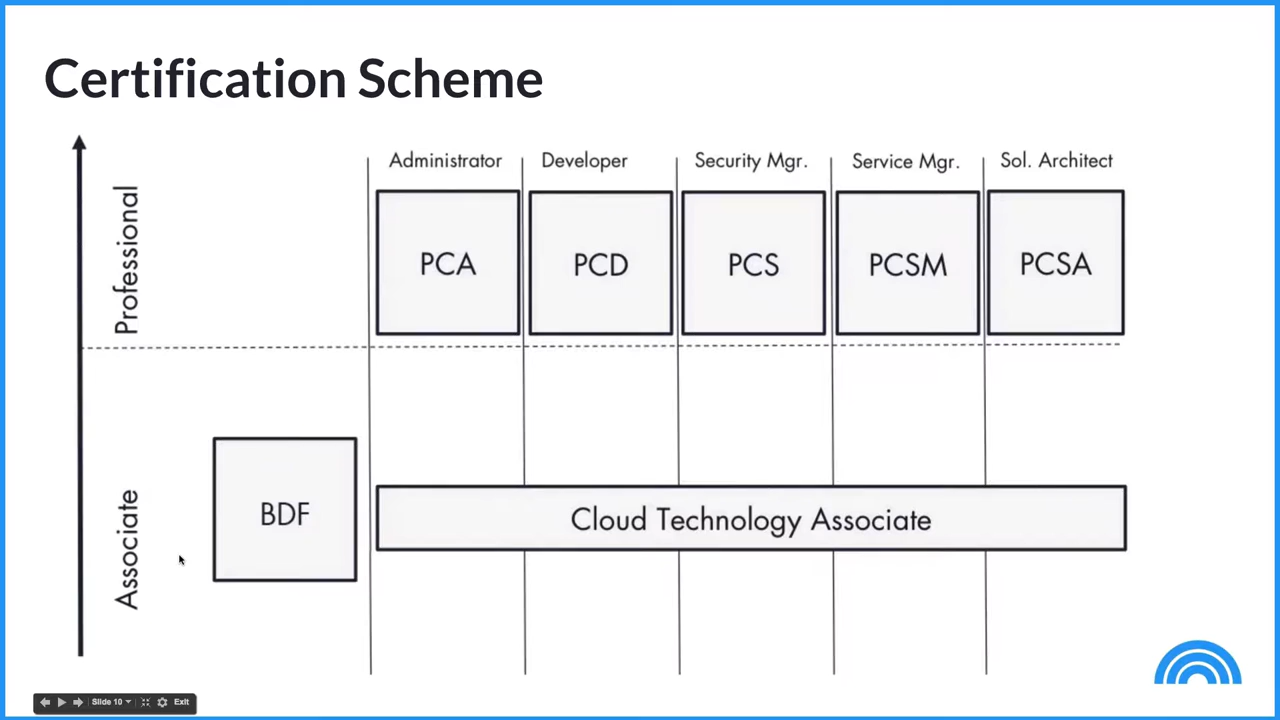 Certification Scheme
Administrator
Developer
Security Mgr.
Service Mgr.
Sol. Architect
Professional
PCA
PCD
PCS
PCSM
PCSA
Associate
BDF
Cloud Technology Associate
Slide 10
Exit